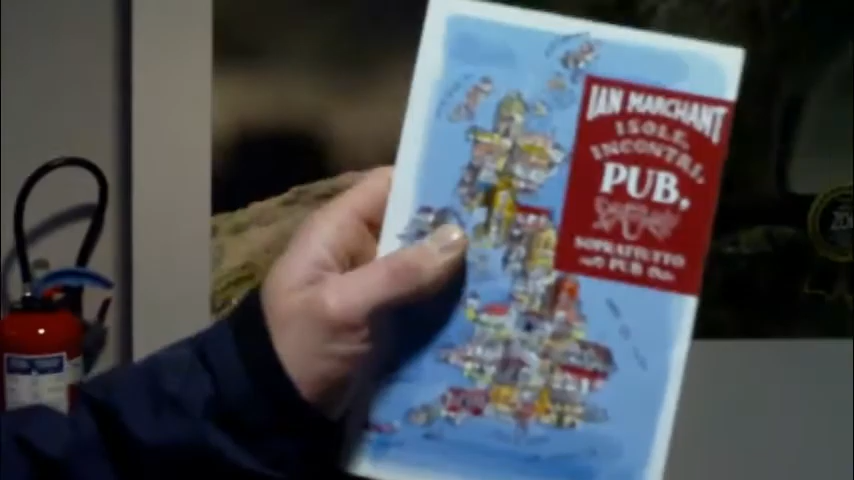 IAN MARCHANT
ISOLE,
INCONTRI,
PUB.
SOPRATTUTTO
PUB